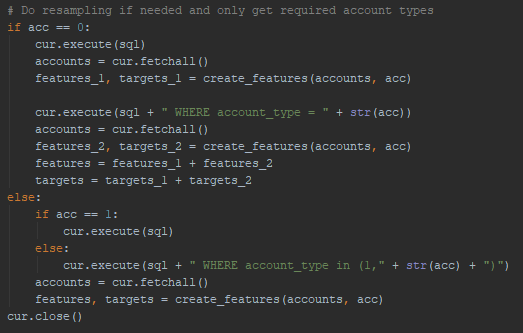 # Do resampling if needed and only get required account types
if acc == 0:
    cur.execute(sql)
    accounts = cur.fetchall()
    features_1, targets_1 = create_features(accounts, acc)

    cur.execute(sql + " WHERE account_type = " + str(acc))
    accounts = cur.fetchall()
    features_2, targets_2 = create_features(accounts, acc)
    features = features_1 + features_2
    targets = targets_1 + targets_2
else:
    if acc == 1:
        cur.execute(sql)
    else:
        cur.execute(sql + " WHERE account_type in (1," + str(acc) + ")")
    accounts = cur.fetchall()
    features, targets = create_features(accounts, acc)
cur.close()